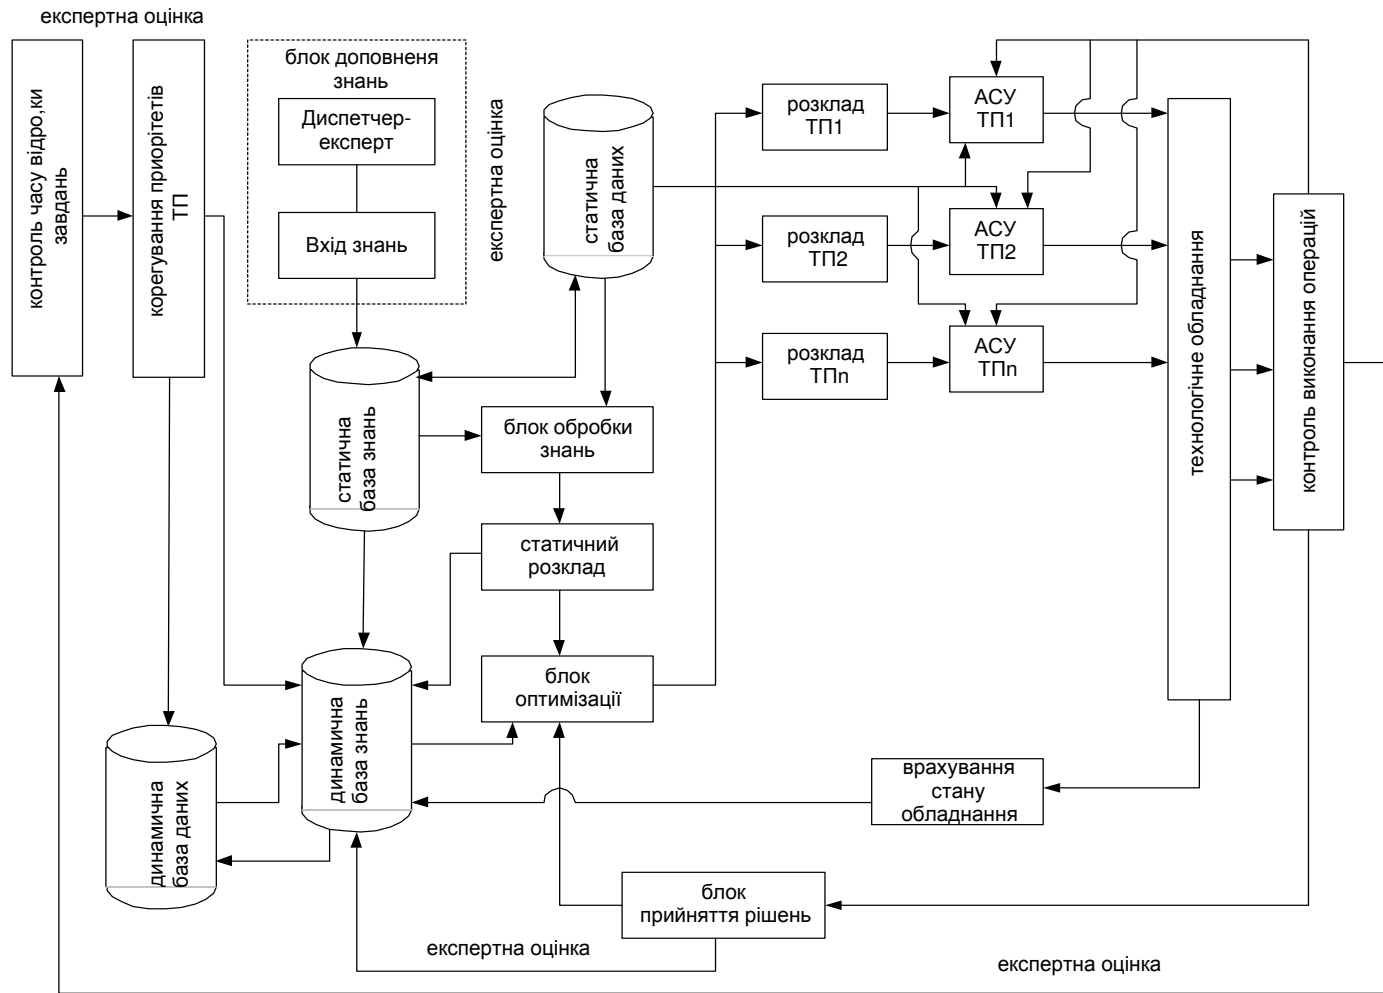 експертна оцінка
контроль часу відро,ки
завдань
корегування приорітетів
ТП
блок доповненя
знань
Диспетчер-
експерт
Вхід знань
експертна оцінка
статична
база даних
розклад
ТП1
АСУ
ТП1
розклад
ТП2
АСУ
ТП2
розклад
ТПn
АСУ
ТПn
технологічне обладнання
контроль виконання операцій
статична
база знань
блок обробки
знань
статичний
розклад
блок
оптимізації
динамична
база знань
динамична
база даних
врахування
стану
обладнання
блок
прийняття рішень
експертна оцінка
експертна оцінка